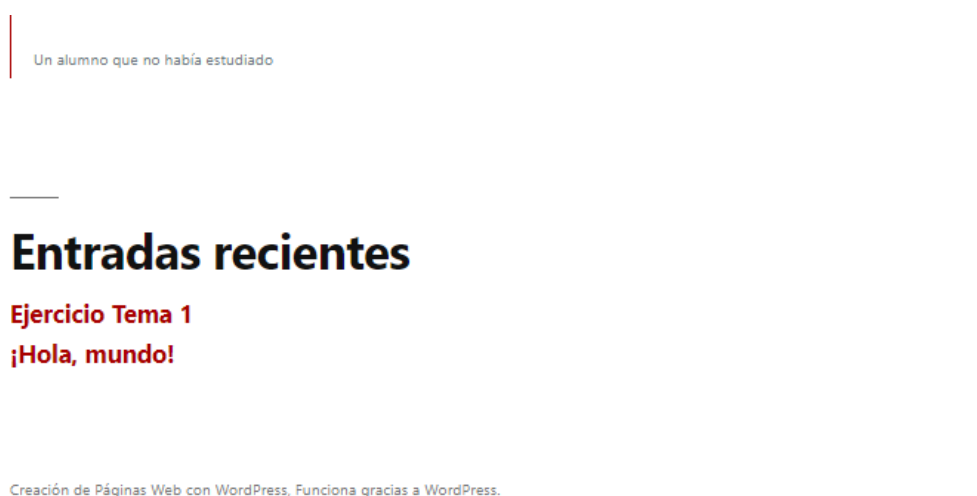 Un alumno que no había estudiado
Entradas recientes
Ejercicio Tema 1
¡Hola, mundo!
Creación de Páginas Web con WordPress, Funciona gracias a WordPress.